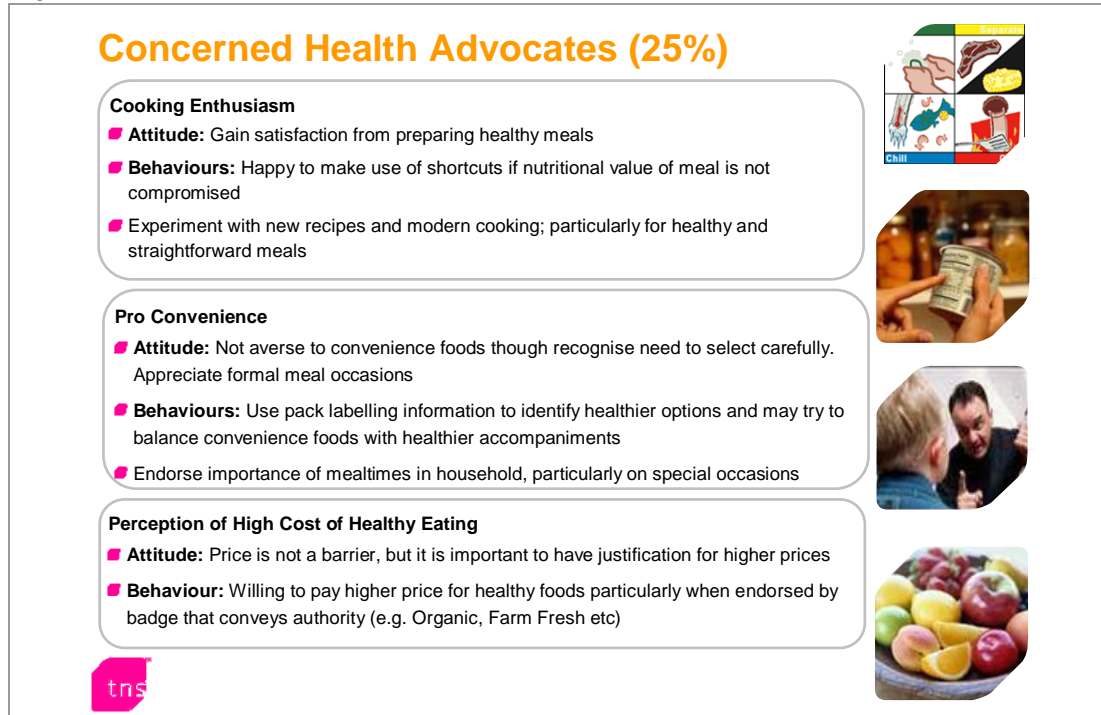 Concerned Health Advocates (25%)
Cooking Enthusiasm
Attitude: Gain satisfaction from preparing healthy meals
Behaviours: Happy to make use of shortcuts if nutritional value of meal is not
compromised
Experiment with new recipes and modern cooking; particularly for healthy and
straightforward meals
Pro Convenience
Attitude: Not averse to convenience foods though recognise need to select carefully.
Appreciate formal meal occasions
Behaviours: Use pack labelling information to identify healthier options and may try to
balance convenience foods with healthier accompaniments
Endorse importance of mealtimes in household, particularly on special occasions
Perception of High Cost of Healthy Eating
Attitude: Price is not a barrier, but it is important to have justification for higher prices
Behaviour: Willing to pay higher price for healthy foods particularly when endorsed by
badge that conveys authority (e.g. Organic, Farm Fresh etc)
Separate
Chill
tns